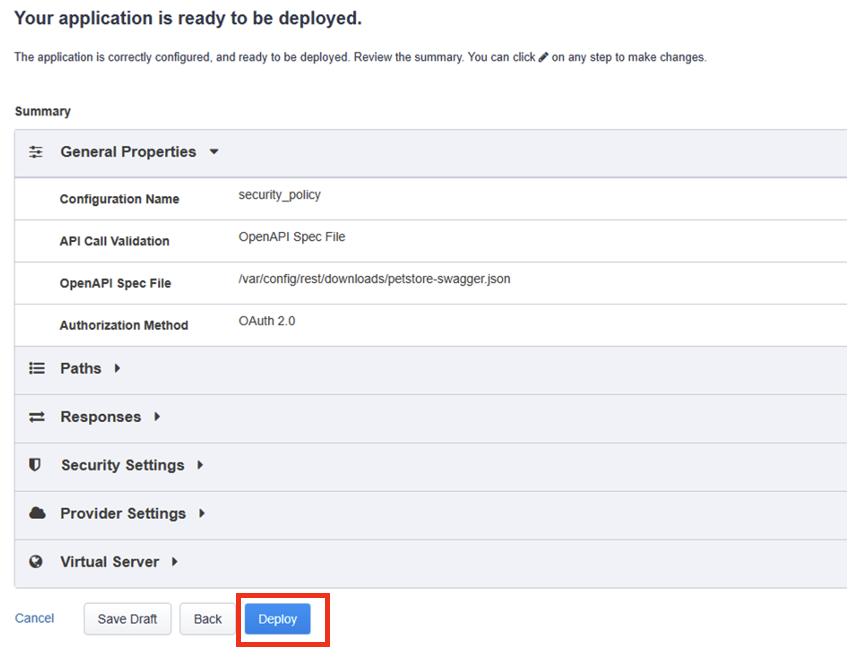 Your application is ready to be deployed.
The application is correctly configured, and ready to be deployed. Review the summary. You can click on any step to make changes.
Summary
General Properties
Configuration Name security_policy
API Call Validation OpenAPI Spec File
OpenAPI Spec File /var/config/rest/downloads/petstore-swagger.json
Authorization Method OAuth 2.0
Paths
Responses
Security Settings
Provider Settings
Virtual Server
Cancel Save Draft Back Deploy